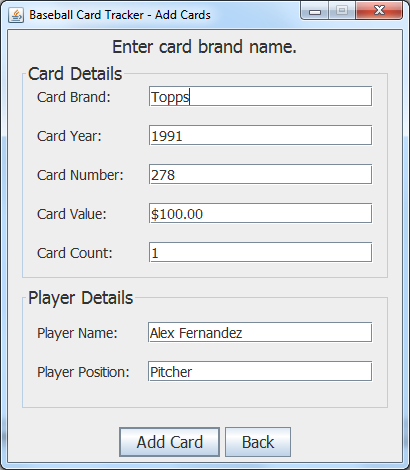 Baseball Card Tracker - Add Cards
Enter card brand name.
Card Details
Card Brand: Topps
Card Year: 1991
Card Number: 278
Card Value: $100.00
Card Count: 1
Player Details
Player Name: Alex Fernandez
Player Position: Pitcher
Add Card Back